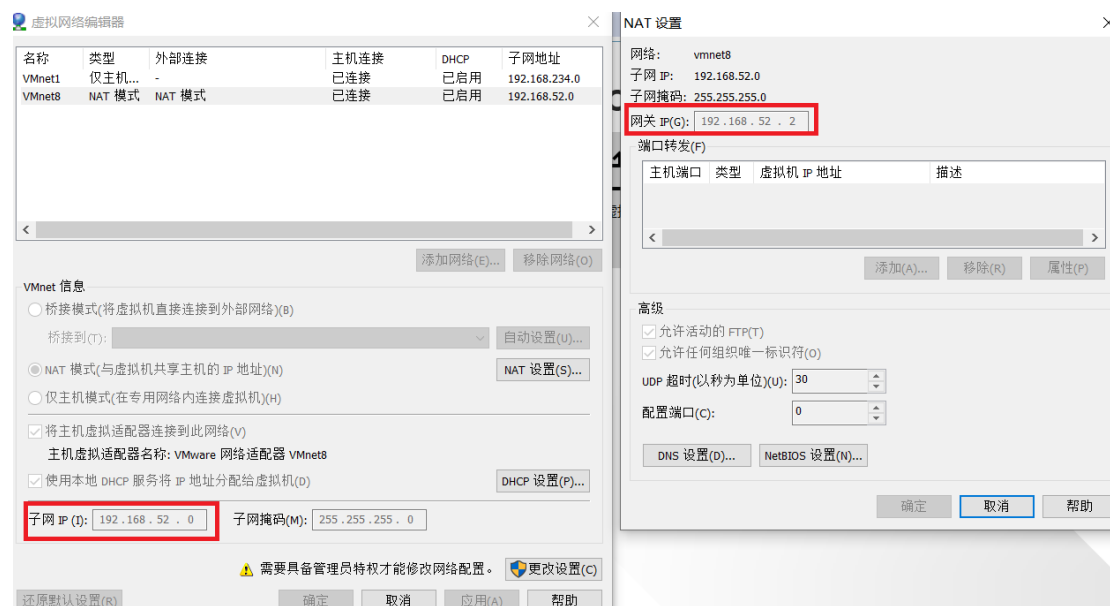 虚拟网络编辑器
名称 类型 外部连接 主机连接 DHCP 子网地址
VMnet1 仅主机... - 已连接 已启用 192.168.234.0
VMnet8 NAT 模式 NAT 模式 已连接 已启用 192.168.52.0
添加网络(E)... 移除网络(O)
VMnet 信息
桥接模式(将虚拟机直接连接到外部网络)(B)
桥接到(T): 自动设置(U)...
NAT 模式(与虚拟机共享主机的 IP 地址)(N) NAT 设置(S)...
仅主机模式(在专用网络内连接虚拟机)(H)
将主机虚拟适配器连接到此网络(V)
主机虚拟适配器名称: VMware 网络适配器 VMnet8
使用本地 DHCP 服务将 IP 地址分配给虚拟机(D) DHCP 设置(P)...
子网 IP (I): 192.168.52.0 子网掩码(M): 255.255.255.0
需要具备管理员特权才能修改网络配置。 更改设置(C)
还原默认设置(R) 确定 取消 应用(A) 帮助
NAT 设置
网络: vmnet8
子网 IP: 192.168.52.0
子网掩码: 255.255.255.0
网关 IP(G): 192.168.52.2
端口转发(F)
主机端口 类型 虚拟机 IP 地址 描述
添加(A)... 移除(R) 属性(P)
高级
允许活动的 FTP(T)
允许任何组织唯一标识符(O)
UDP 超时(以秒为单位)(U): 30
配置端口(C): 0
DNS 设置(D)... NetBIOS 设置(N)...
确定 取消 帮助